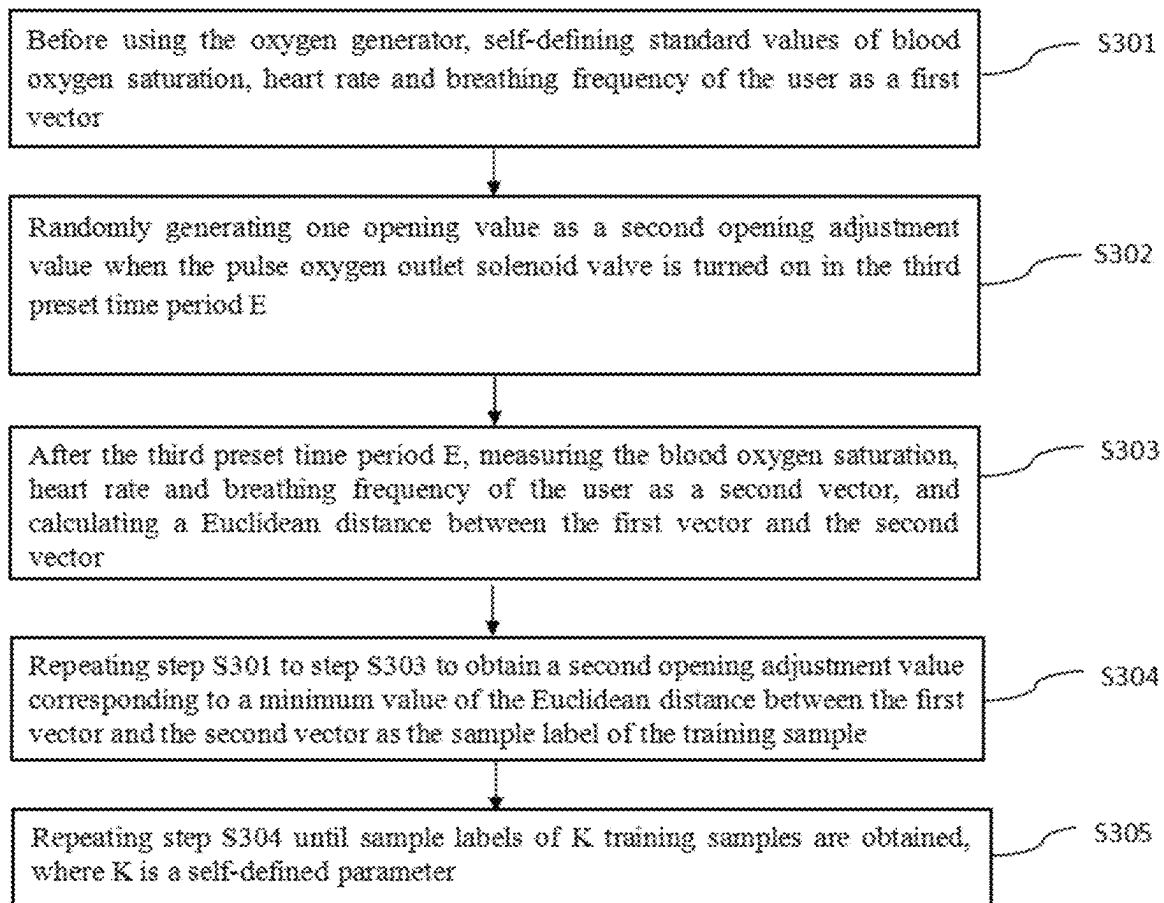 Before using the oxygen generator, self-defining standard values of blood
oxygen saturation, heart rate and breathing frequency of the user as a first
vector
S301
Randomly generating one opening value as a second opening adjustment
value when the pulse oxygen outlet solenoid valve is turned on in the third
preset time period E
S302
After the third preset time period E, measuring the blood oxygen saturation,
heart rate and breathing frequency of the user as a second vector, and
calculating a Euclidean distance between the first vector and the second
vector
S303
Repeating step S301 to step S303 to obtain a second opening adjustment value
corresponding to a minimum value of the Euclidean distance between the first
vector and the second vector as the sample label of the training sample
S304
Repeating step S304 until sample labels of K training samples are obtained,
where K is a self-defined parameter
S305